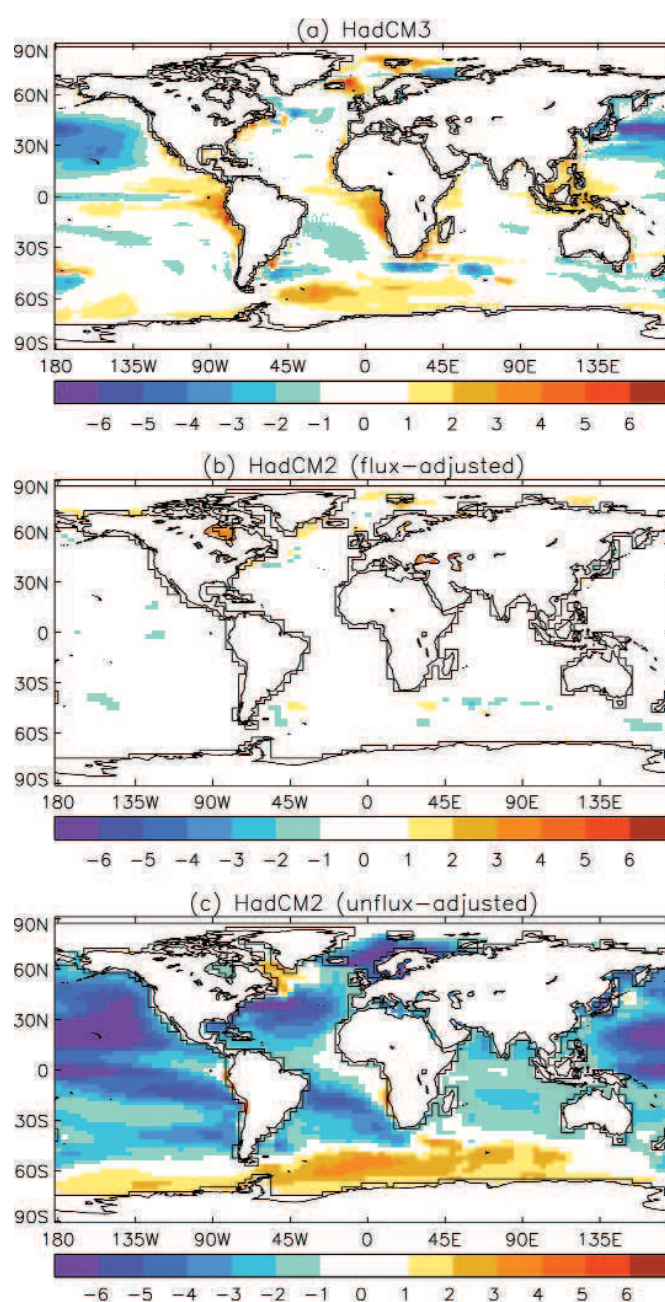 (a) HadCM3
90N
60N
30N
0
30S
60S
90S
180 135W 90W 45W 0 45E 90E 135E
-6 -5 -4 -3 -2 -1 0 1 2 3 4 5 6
(b) HadCM2 (flux-adjusted)
90N
60N
30N
0
30S
60S
90S
180 135W 90W 45W 0 45E 90E 135E
-6 -5 -4 -3 -2 -1 0 1 2 3 4 5 6
(c) HadCM2 (unflux-adjusted)
90N
60N
30N
0
30S
60S
90S
180 135W 90W 45W 0 45E 90E 135E
-6 -5 -4 -3 -2 -1 0 1 2 3 4 5 6